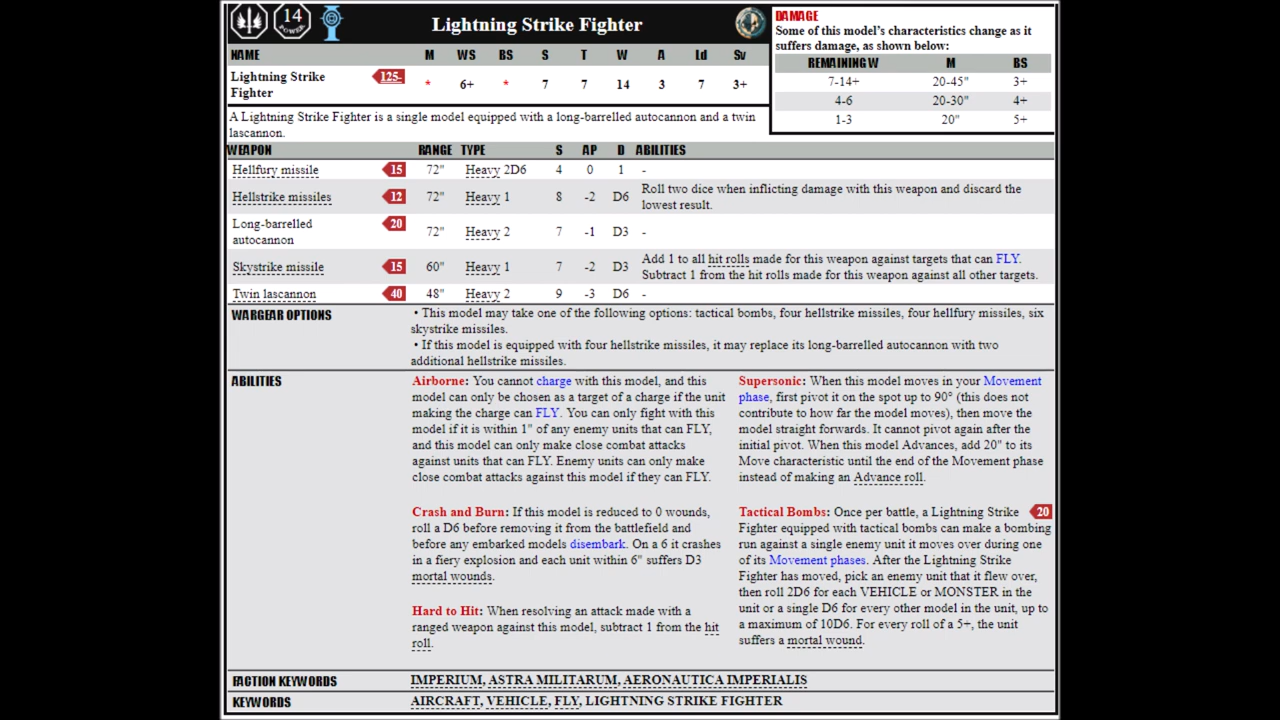 14
POWER
Lightning Strike Fighter
DAMAGE
Some of this model's characteristics change as it
suffers damage, as shown below:
REMAINING W M BS
7-14+ 20-45" 3+
4-6 20-30" 4+
1-3 20" 5+
NAME M WS BS S T W A Ld Sv
Lightning Strike
Fighter 125- * 6+ * 7 7 14 3 7 3+
A Lightning Strike Fighter is a single model equipped with a long-barrelled autocannon and a twin
lascannon.
WEAPON RANGE TYPE S AP D ABILITIES
Hellfury missile 15 72" Heavy 2D6 4 0 1 -
Hellstrike missiles 12 72" Heavy 1 8 -2 D6 Roll two dice when inflicting damage with this weapon and discard the
lowest result.
Long-barrelled
autocannon 20 72" Heavy 2 7 -1 D3 -
Skystrike missile 15 60" Heavy 1 7 -2 D3 Add 1 to all hit rolls made for this weapon against targets that can FLY.
Subtract 1 from the hit rolls made for this weapon against all other targets.
Twin lascannon 40 48" Heavy 2 9 -3 D6 -
WARGEAR OPTIONS
• This model may take one of the following options: tactical bombs, four hellstrike missiles, four hellfury missiles, six
skystrike missiles.
• If this model is equipped with four hellstrike missiles, it may replace its long-barrelled autocannon with two
additional hellstrike missiles.
ABILITIES
Airborne: You cannot charge with this model, and this
model can only be chosen as a target of a charge if the unit
making the charge can FLY. You can only fight with this
model if it is within 1" of any enemy units that can FLY,
and this model can only make close combat attacks
against units that can FLY. Enemy units can only make
close combat attacks against this model if they can FLY.
Crash and Burn: If this model is reduced to 0 wounds,
roll a D6 before removing it from the battlefield and
before any embarked models disembark. On a 6 it crashes
in a fiery explosion and each unit within 6" suffers D3
mortal wounds.
Hard to Hit: When resolving an attack made with a
ranged weapon against this model, subtract 1 from the hit
roll.
Supersonic: When this model moves in your Movement
phase, first pivot it on the spot up to 90° (this does not
contribute to how far the model moves), then move the
model straight forwards. It cannot pivot again after the
initial pivot. When this model Advances, add 20" to its
Move characteristic until the end of the Movement phase
instead of making an Advance roll.
Tactical Bombs: Once per battle, a Lightning Strike 20
Fighter equipped with tactical bombs can make a bombing
run against a single enemy unit it moves over during one
of its Movement phases. After the Lightning Strike
Fighter has moved, pick an enemy unit that it flew over,
then roll 2D6 for each VEHICLE or MONSTER in the
unit or a single D6 for every other model in the unit, up to
a maximum of 10D6. For every roll of a 5+, the unit
suffers a mortal wound.
FACTION KEYWORDS IMPERIUM, ASTRA MILITARUM, AERONAUTICA IMPERIALIS
KEYWORDS AIRCRAFT, VEHICLE, FLY, LIGHTNING STRIKE FIGHTER